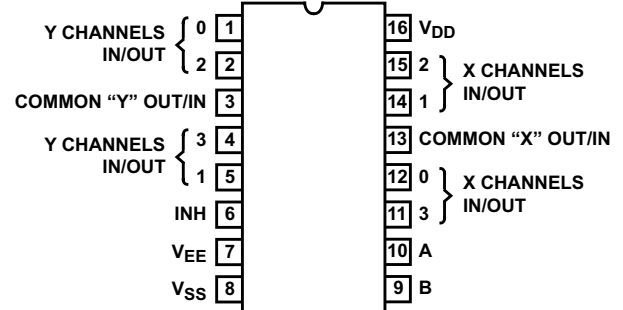 Y CHANNELS IN/OUT 0 1 16 VDD
2 2 15 2 X CHANNELS IN/OUT
COMMON “Y” OUT/IN 3 14 1
Y CHANNELS IN/OUT 3 4 13 COMMON “X” OUT/IN
1 5 12 0 X CHANNELS IN/OUT
INH 6 11 3
VEE 7 10 A
VSS 8 9 B